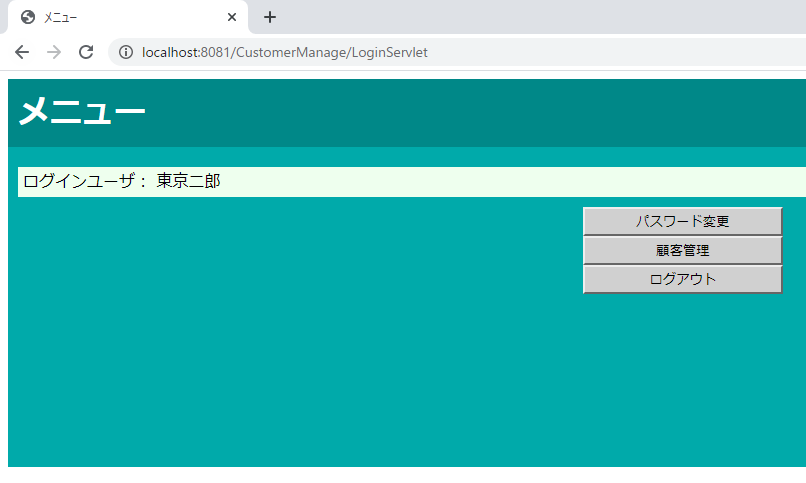 メニュー
localhost:8081/CustomerManage/LoginServlet
メニュー
ログインユーザ： 東京二郎
パスワード変更
顧客管理
ログアウト